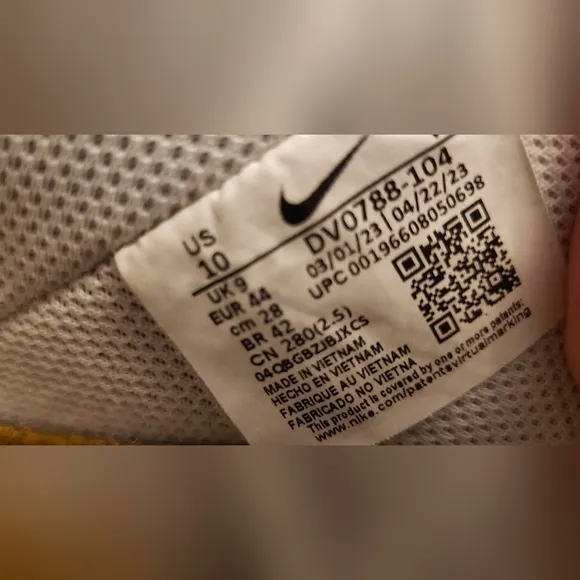 US
10
UK 9
EUR 44
cm 28
BR 42
CN 280(2.5)
DV0788-104
03/01/23 | 04/22/23
UPC 00196608050698
MADE IN VIETNAM
HECHO EN VIETNAM
FABRIQUE AU VIETNAM
FABRICADO NO VIETNA
This product is covered by one or more patents:
www.nike.com/patentsvirtualmarking